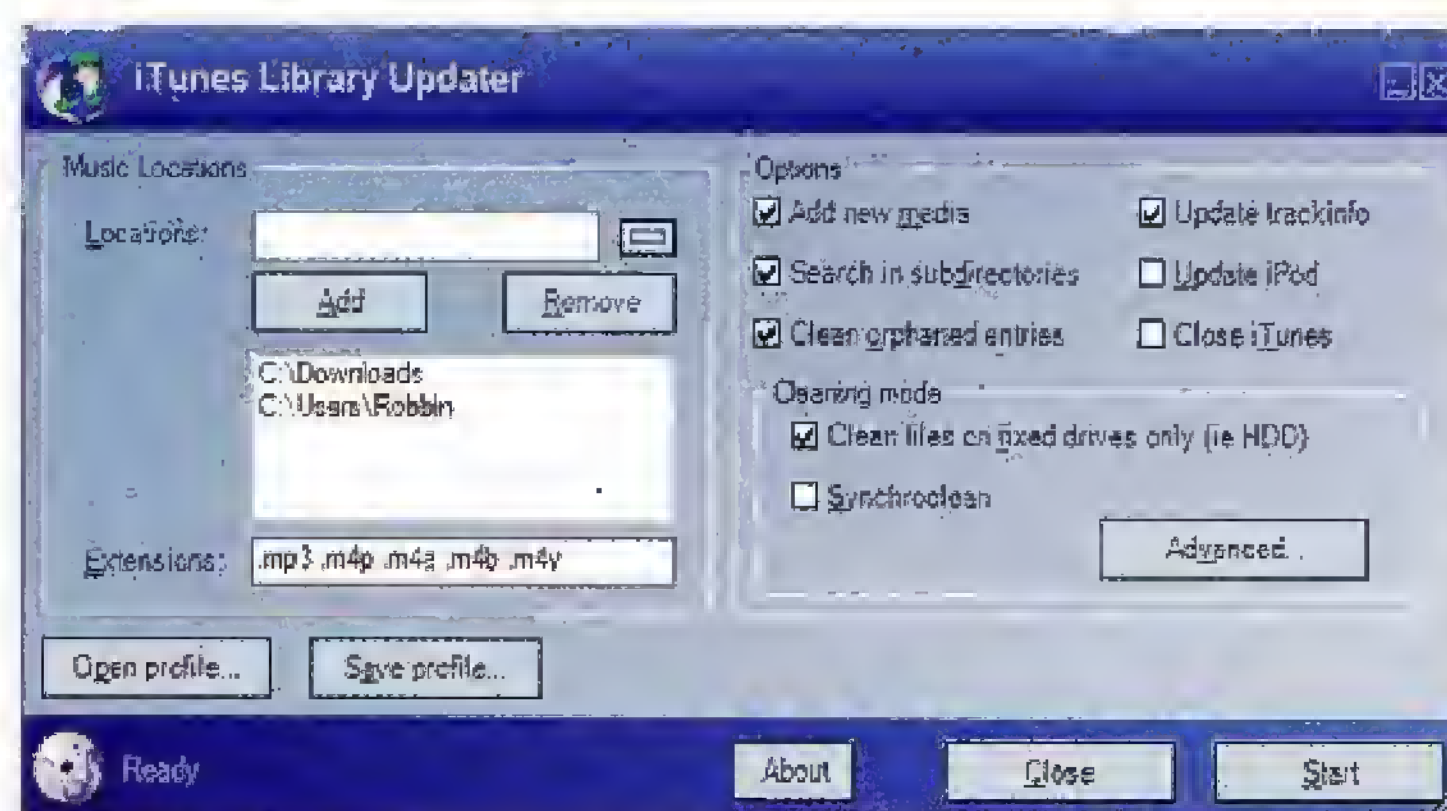 iTunes Library Updater
Music Locations
Locations:
Add
Remove
C:\Downloads
C:\Users\Robbin
Extensions:
.mp3 .m4p .m4a .m4b .m4v
Open profile...
Save profile...
Options
Add new media
Update trackinfo
Search in subdirectories
Update iPod
Clean orphaned entries
Close iTunes
Cleaning mode
Clean files on fixed drives only (ie HDD)
Synchroclean
Advanced...
Ready
About
Close
Start